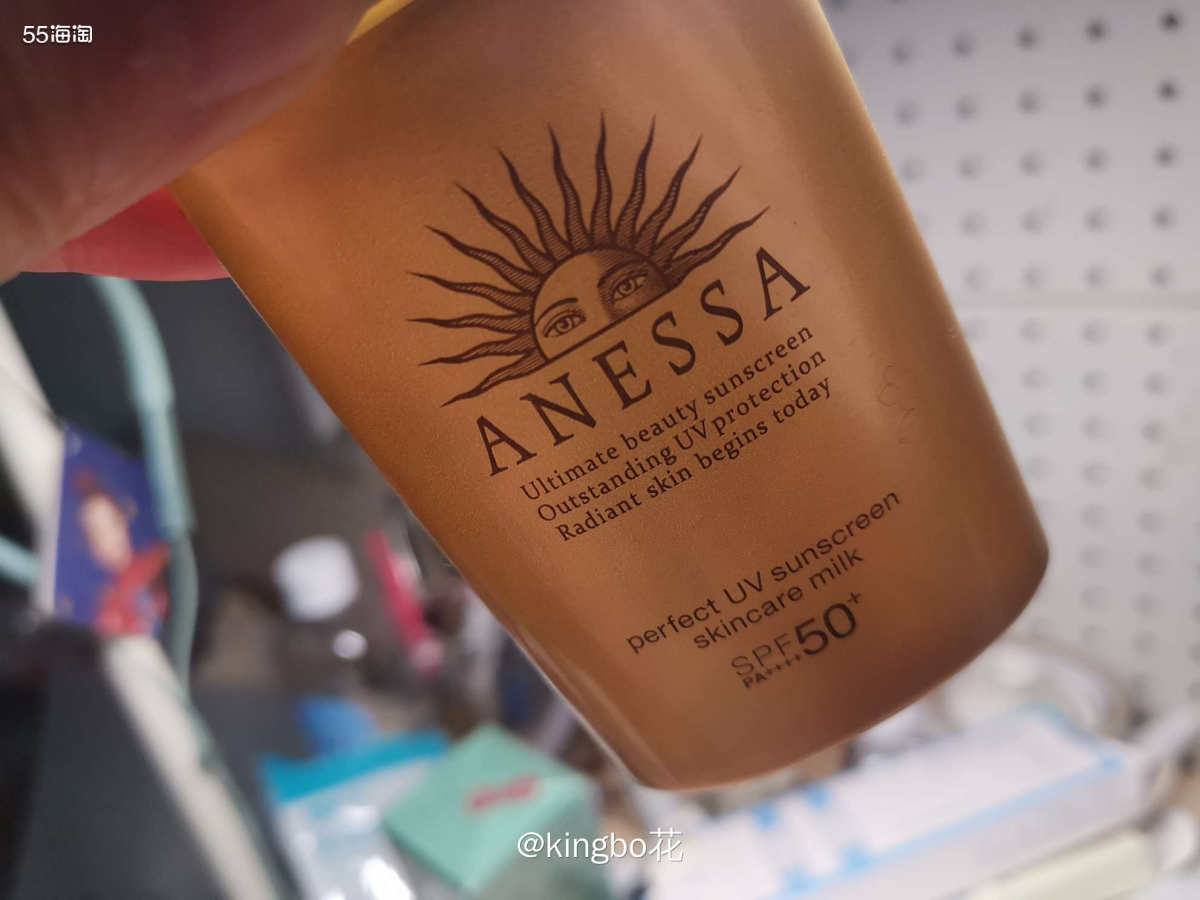 55海淘
ANESSA
Ultimate beauty sunscreen
Outstanding UV protection
Radiant skin begins today
perfect UV sunscreen
skincare milk
SPF50+
PA++++
@kingbo花